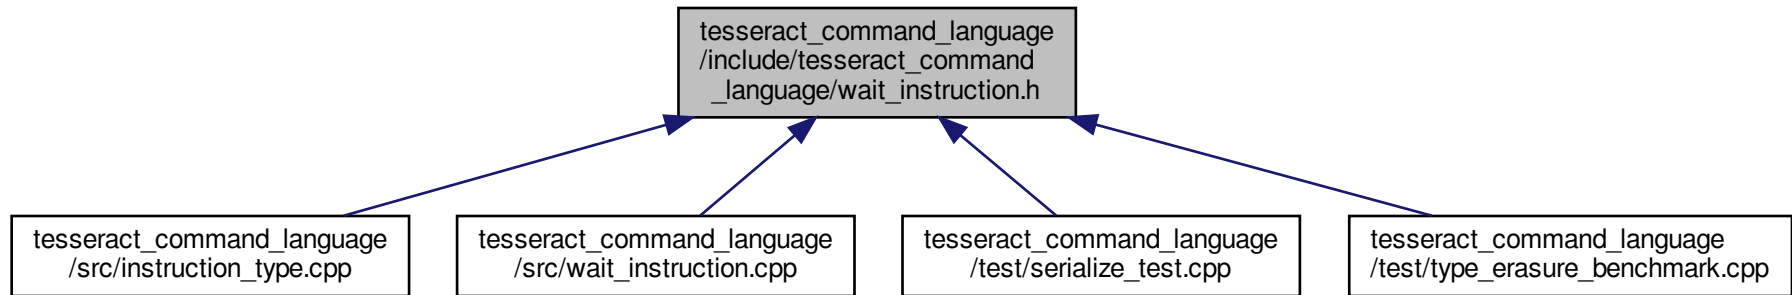 tesseract_command_language
/include/tesseract_command
_language/wait_instruction.h
tesseract_command_language
/src/instruction_type.cpp
tesseract_command_language
/src/wait_instruction.cpp
tesseract_command_language
/test/serialize_test.cpp
tesseract_command_language
/test/type_erasure_benchmark.cpp